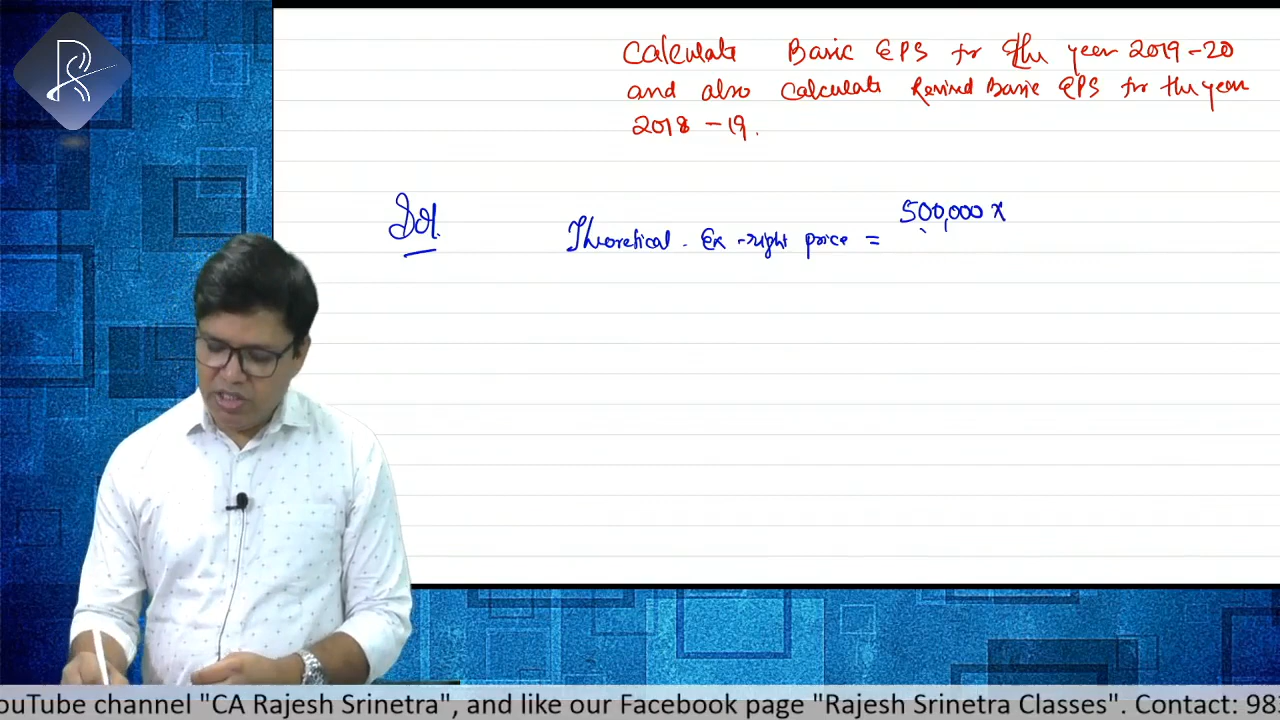 Calculate Basic EPS for the year 2019-20
and also calculate Revised Basic EPS for the year
2018-19.
500,000 x
Sol. Theoretical Ex-right price =
ouTube channel "CA Rajesh Srinetra", and like our Facebook page "Rajesh Srinetra Classes". Contact: 98